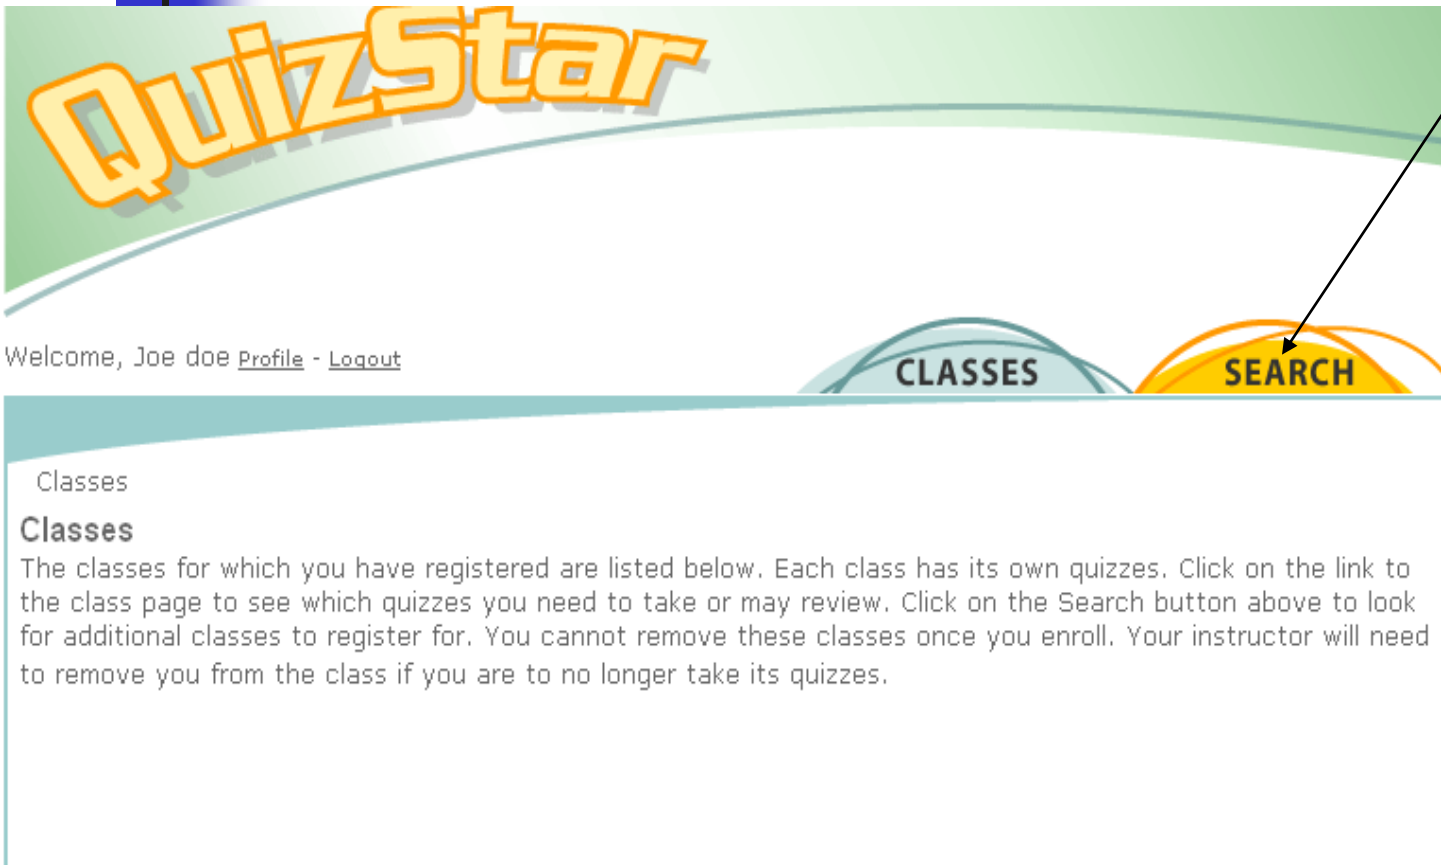 QuizStar
Welcome, Joe doe Profile - Logout
CLASSES
SEARCH
Classes
Classes
The classes for which you have registered are listed below. Each class has its own quizzes. Click on the link to
the class page to see which quizzes you need to take or may review. Click on the Search button above to look
for additional classes to register for. You cannot remove these classes once you enroll. Your instructor will need
to remove you from the class if you are to no longer take its quizzes.